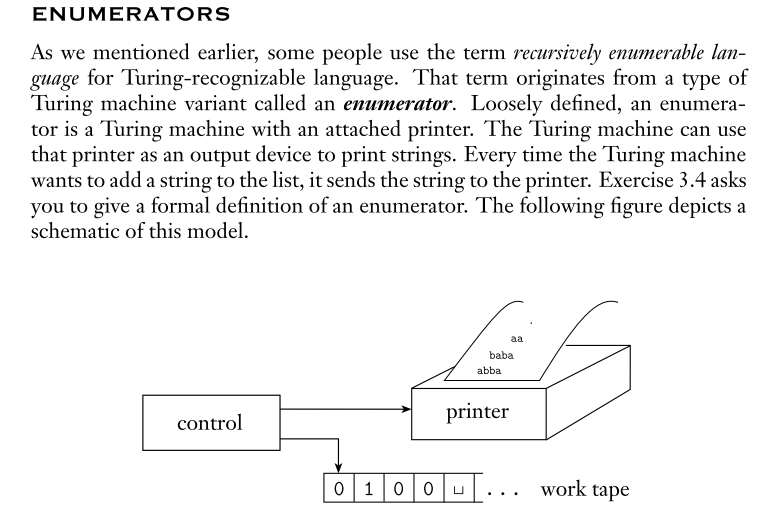 ENUMERATORS
As we mentioned earlier, some people use the term recursively enumerable lan-
guage for Turing-recognizable language. That term originates from a type of
Turing machine variant called an enumerator. Loosely defined, an enumera-
tor is a Turing machine with an attached printer. The Turing machine can use
that printer as an output device to print strings. Every time the Turing machine
wants to add a string to the list, it sends the string to the printer. Exercise 3.4 asks
you to give a formal definition of an enumerator. The following figure depicts a
schematic of this model.
.
aa
baba
abba
printer
control
0 1 0 0 ␣ . . . work tape